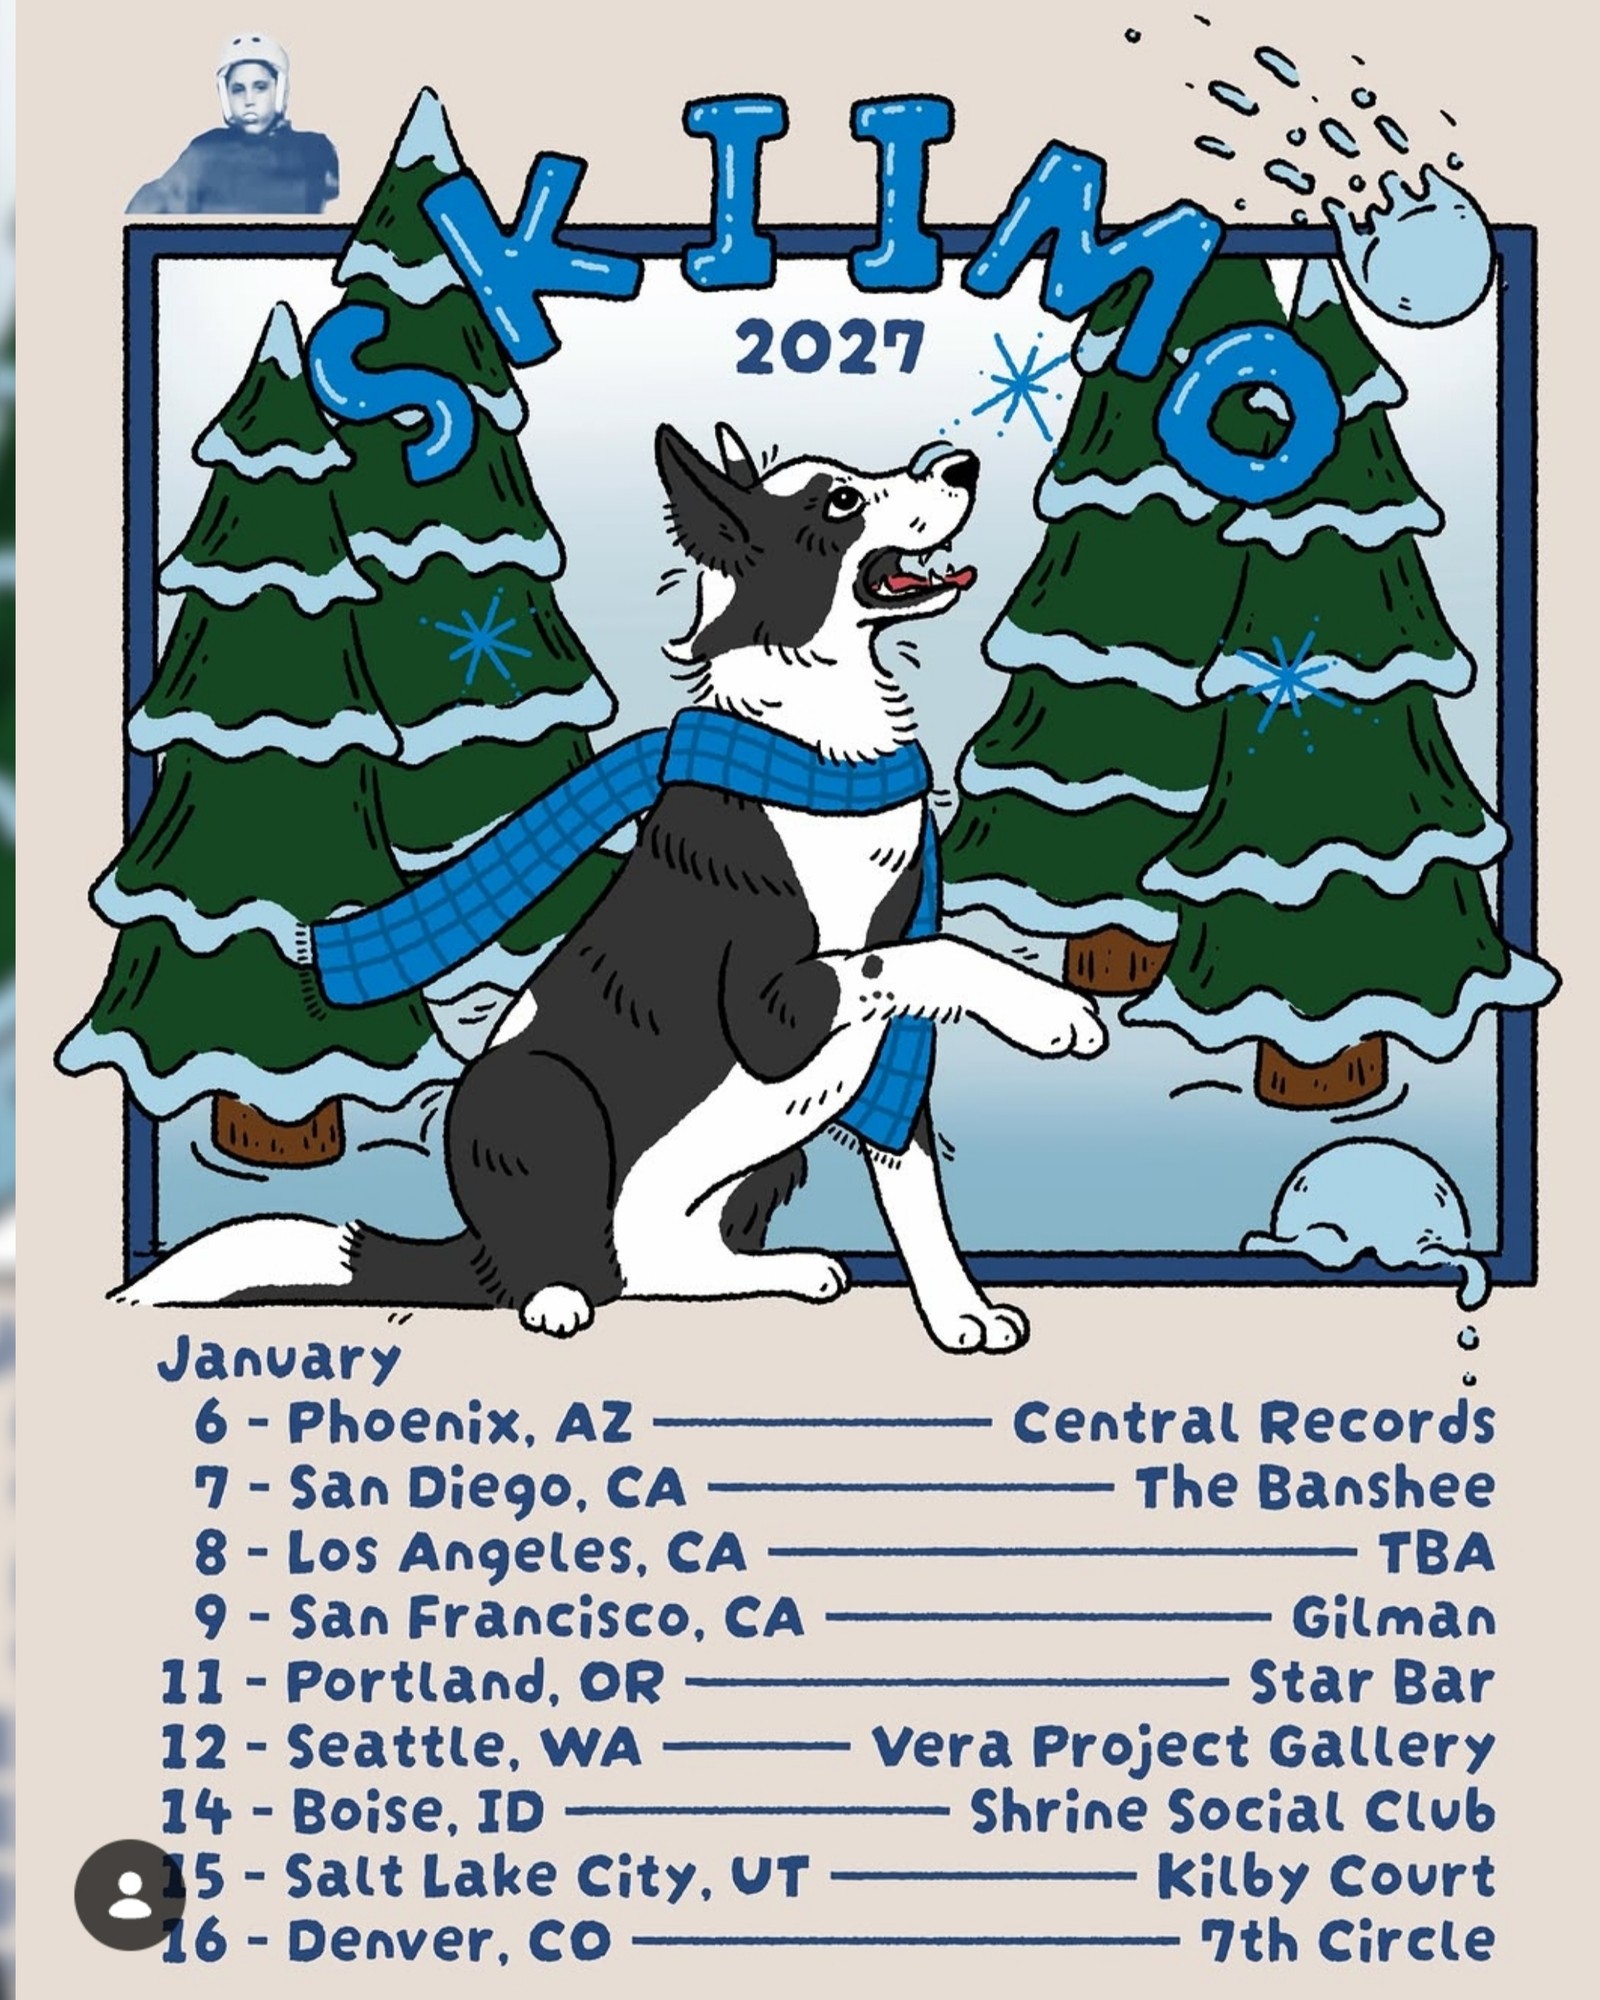 SKIIMO
2027
January
6 - Phoenix, AZ Central Records
7 - San Diego, CA The Banshee
8 - Los Angeles, CA TBA
9 - San Francisco, CA Gilman
11 - Portland, OR Star Bar
12 - Seattle, WA Vera Project Gallery
14 - Boise, ID Shrine Social Club
15 - Salt Lake City, UT Kilby Court
16 - Denver, CO 7th Circle